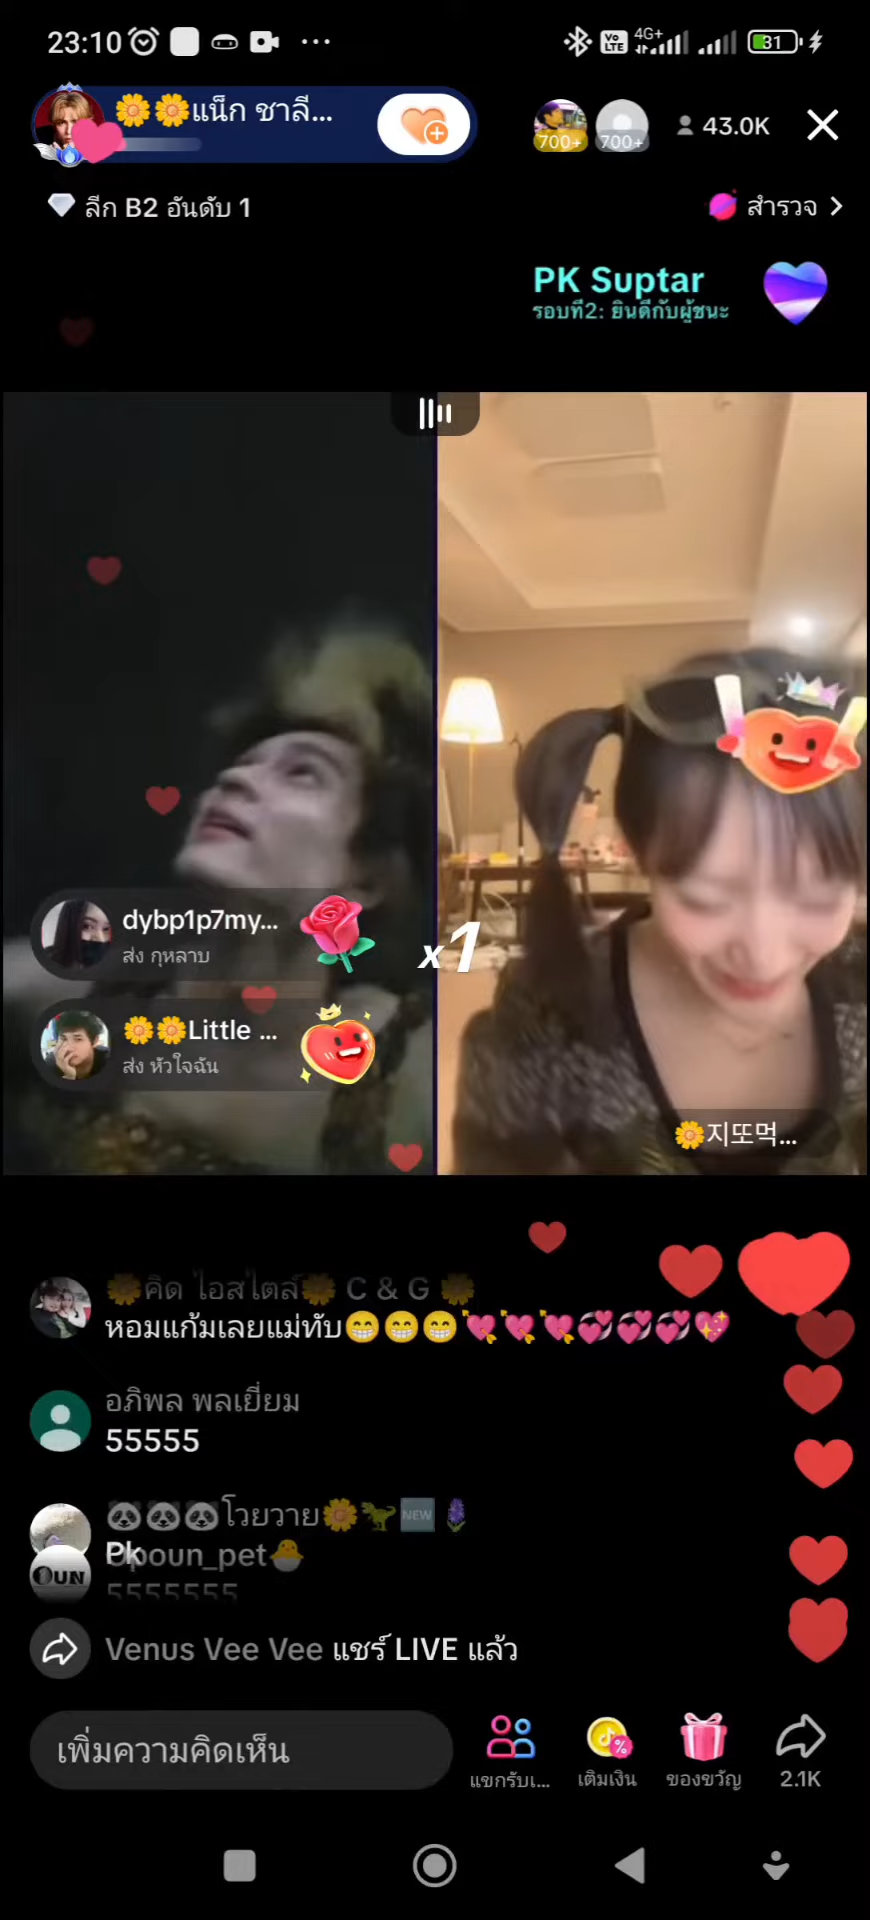 23:10
4G+
Vo LTE
31
🌼🌼แน็ก ชาลี...
700+
700+
43.0K
ลีก B2 อันดับ 1
สำรวจ
PK Suptar
รอบที่2: ยินดีกับผู้ชนะ
dybp1p7my...
ส่ง กุหลาบ
x1
🌼🌼Little ...
ส่ง หัวใจฉัน
🌼지또먹...
🌼คิด ไอสไตล์🌼 C & G 🌼
หอมแก้มเลยแม่ทับ😁😁😁💘💘💘💞💞💞💖
อภิพล พลเยี่ยม
55555
🐼🐼🐼โวยวาย🌼🦖🆕🪻
Pk
Opoun_pet🐣
OUN
5555555
Venus Vee Vee แชร์ LIVE แล้ว
เพิ่มความคิดเห็น
แขกรับเ...
เติมเงิน
ของขวัญ
2.1K